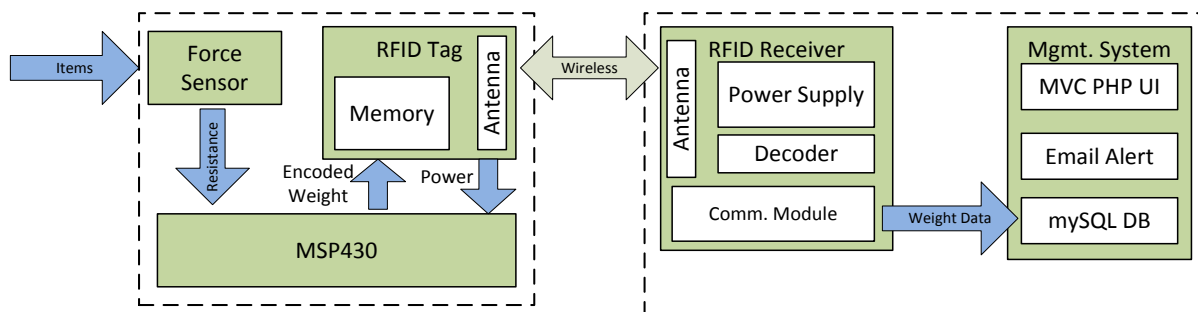 Items
Force
Sensor
Resistance
RFID Tag
Memory
Antenna
Encoded
Weight
Power
MSP430
Wireless
RFID Receiver
Antenna
Power Supply
Decoder
Comm. Module
Weight Data
Mgmt. System
MVC PHP UI
Email Alert
mySQL DB